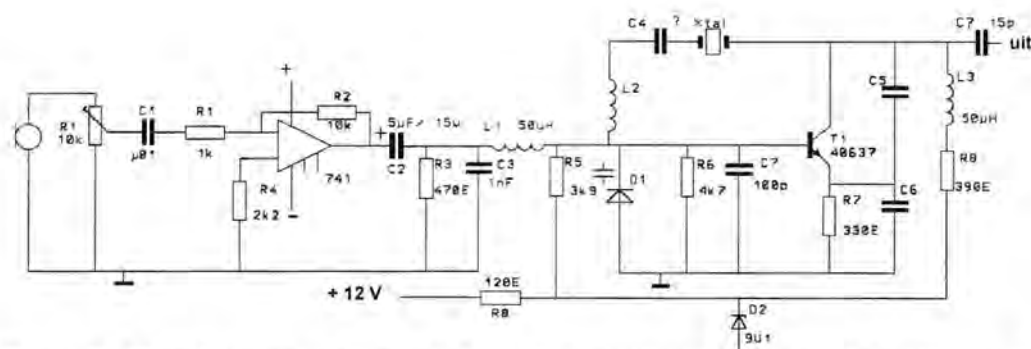 C4
? xtal
C7 15p
uit
L2
C5
L3
50µH
R1
10k
C1
µ01
R1
1k
+
R2
10k
+
5µF/ 15v
C2
L1 50µH
R3
470E
C3
1nF
R5
3k9
D1
R6
4k7
C7
100p
T1
40637
R7
330E
C6
R8
390E
R4
2k2
741
-
+ 12 V
120E
R8
D2
9U1